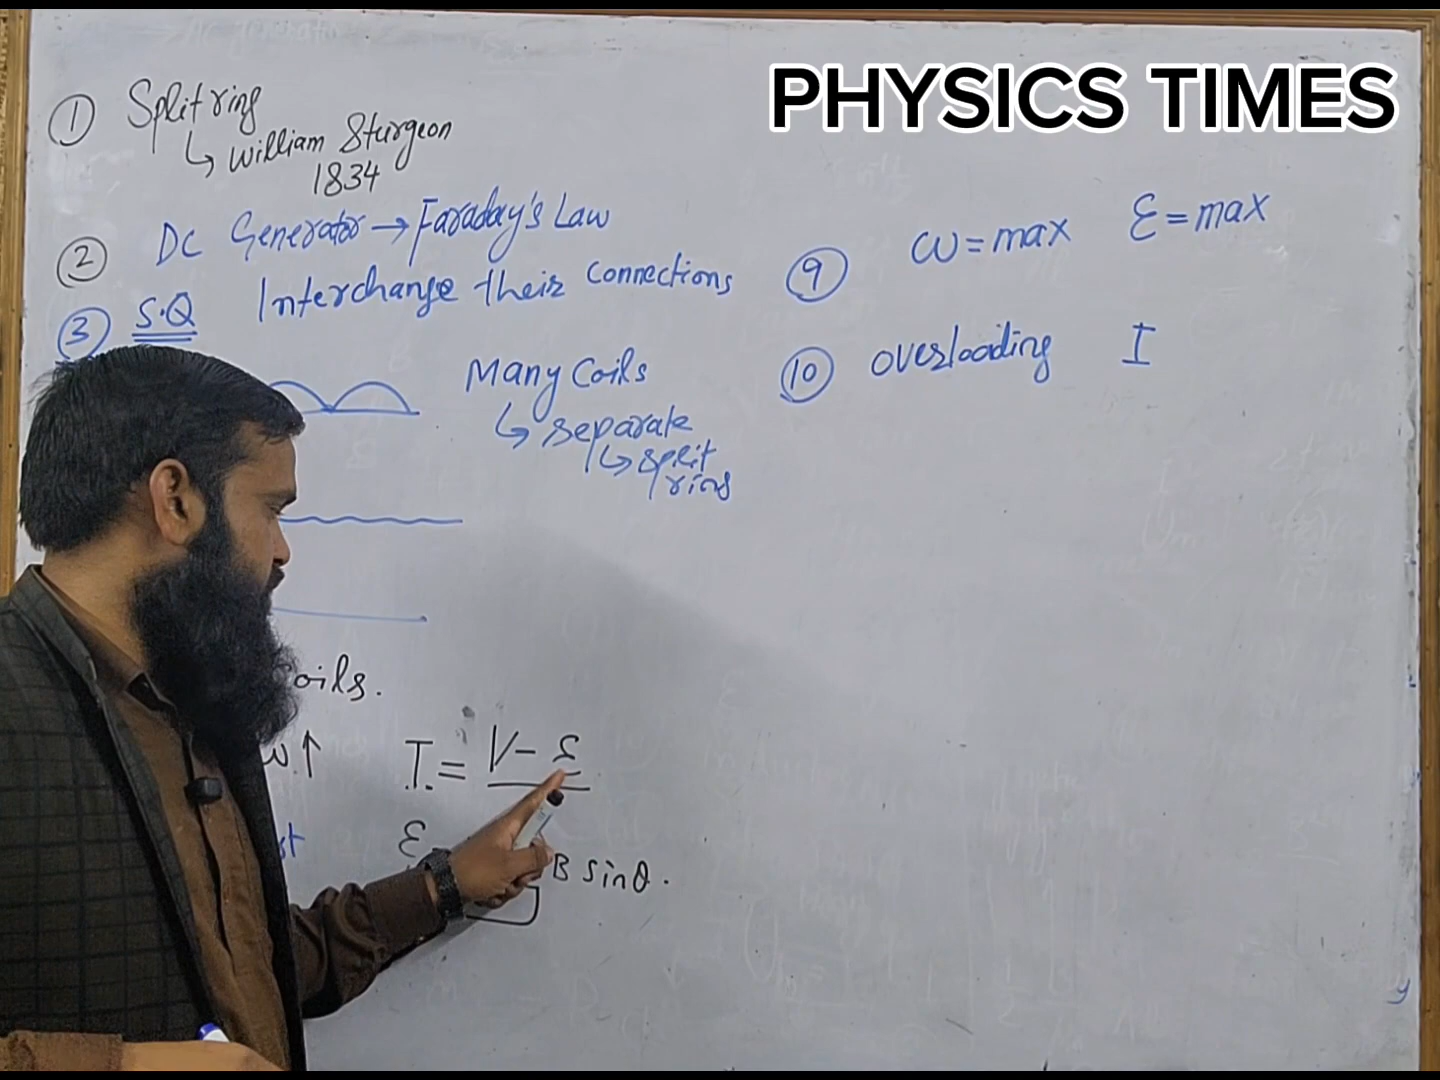 PHYSICS TIMES
① Split ring
↳ William Sturgeon
1834
② DC Generator → Faraday's Law
③ S.Q Interchange their Connections
Many Coils
↳ separate
↳ split
rings
oils.
ω.↑ I. = V - ε
ε B sinθ.
⑨ ω = max ε = max
⑩ overloading I